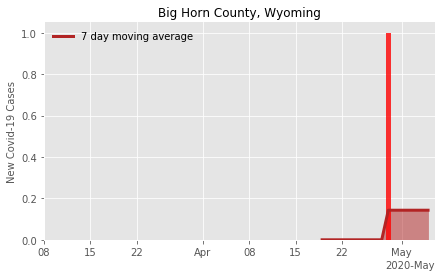 Big Horn County, Wyoming
7 day moving average
New Covid-19 Cases
1.0
0.8
0.6
0.4
0.2
0.0
08 15 22 Apr 08 15 22 May
2020-May